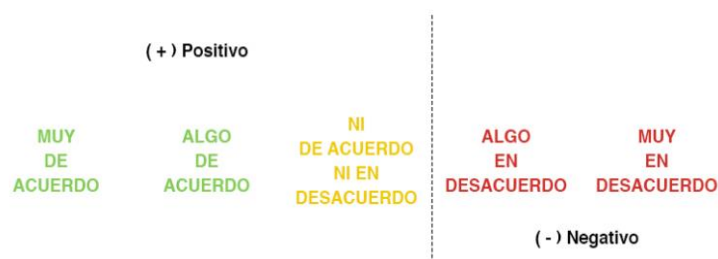 ( + ) Positivo
MUY
DE
ACUERDO
ALGO
DE
ACUERDO
NI
DE ACUERDO
NI EN
DESACUERDO
ALGO
EN
DESACUERDO
MUY
EN
DESACUERDO
( - ) Negativo